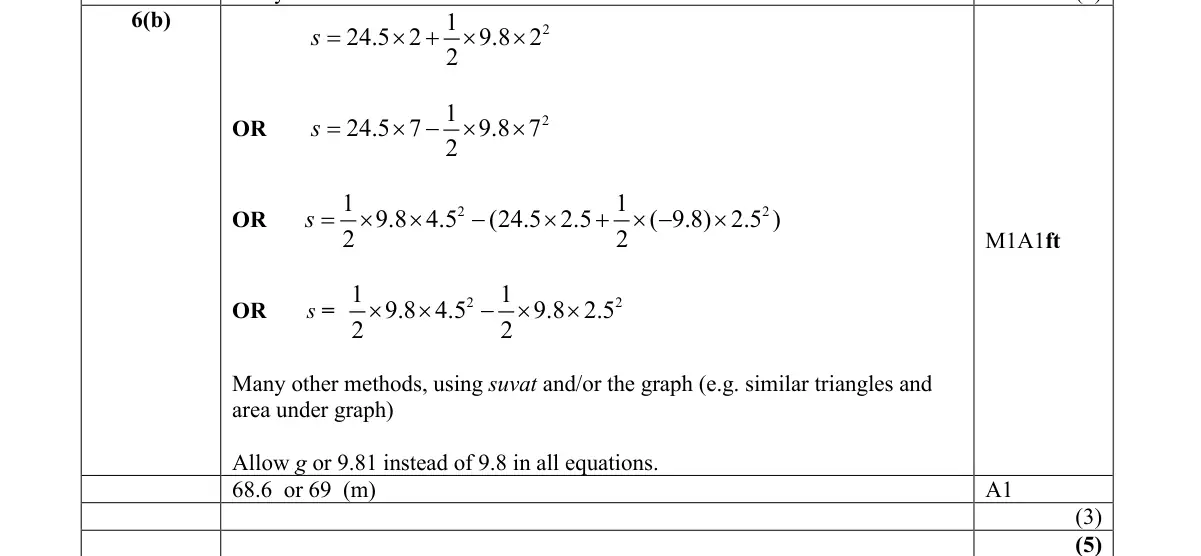 6(b)
s = 24.5 × 2 + 1/2 × 9.8 × 2²
OR s = 24.5 × 7 − 1/2 × 9.8 × 7²
OR s = 1/2 × 9.8 × 4.5² − (24.5 × 2.5 + 1/2 × (−9.8) × 2.5²)
M1A1ft
OR s = 1/2 × 9.8 × 4.5² − 1/2 × 9.8 × 2.5²
Many other methods, using suvat and/or the graph (e.g. similar triangles and
area under graph)
Allow g or 9.81 instead of 9.8 in all equations.
68.6 or 69 (m) A1
(3)
(5)